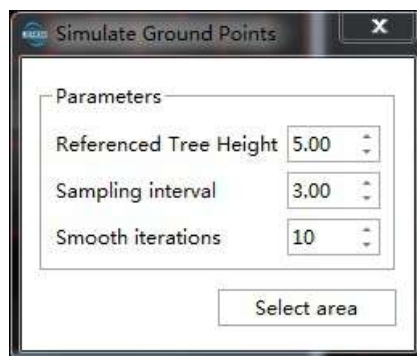 Simulate Ground Points
x
Parameters
Referenced Tree Height 5.00
Sampling interval 3.00
Smooth iterations 10
Select area